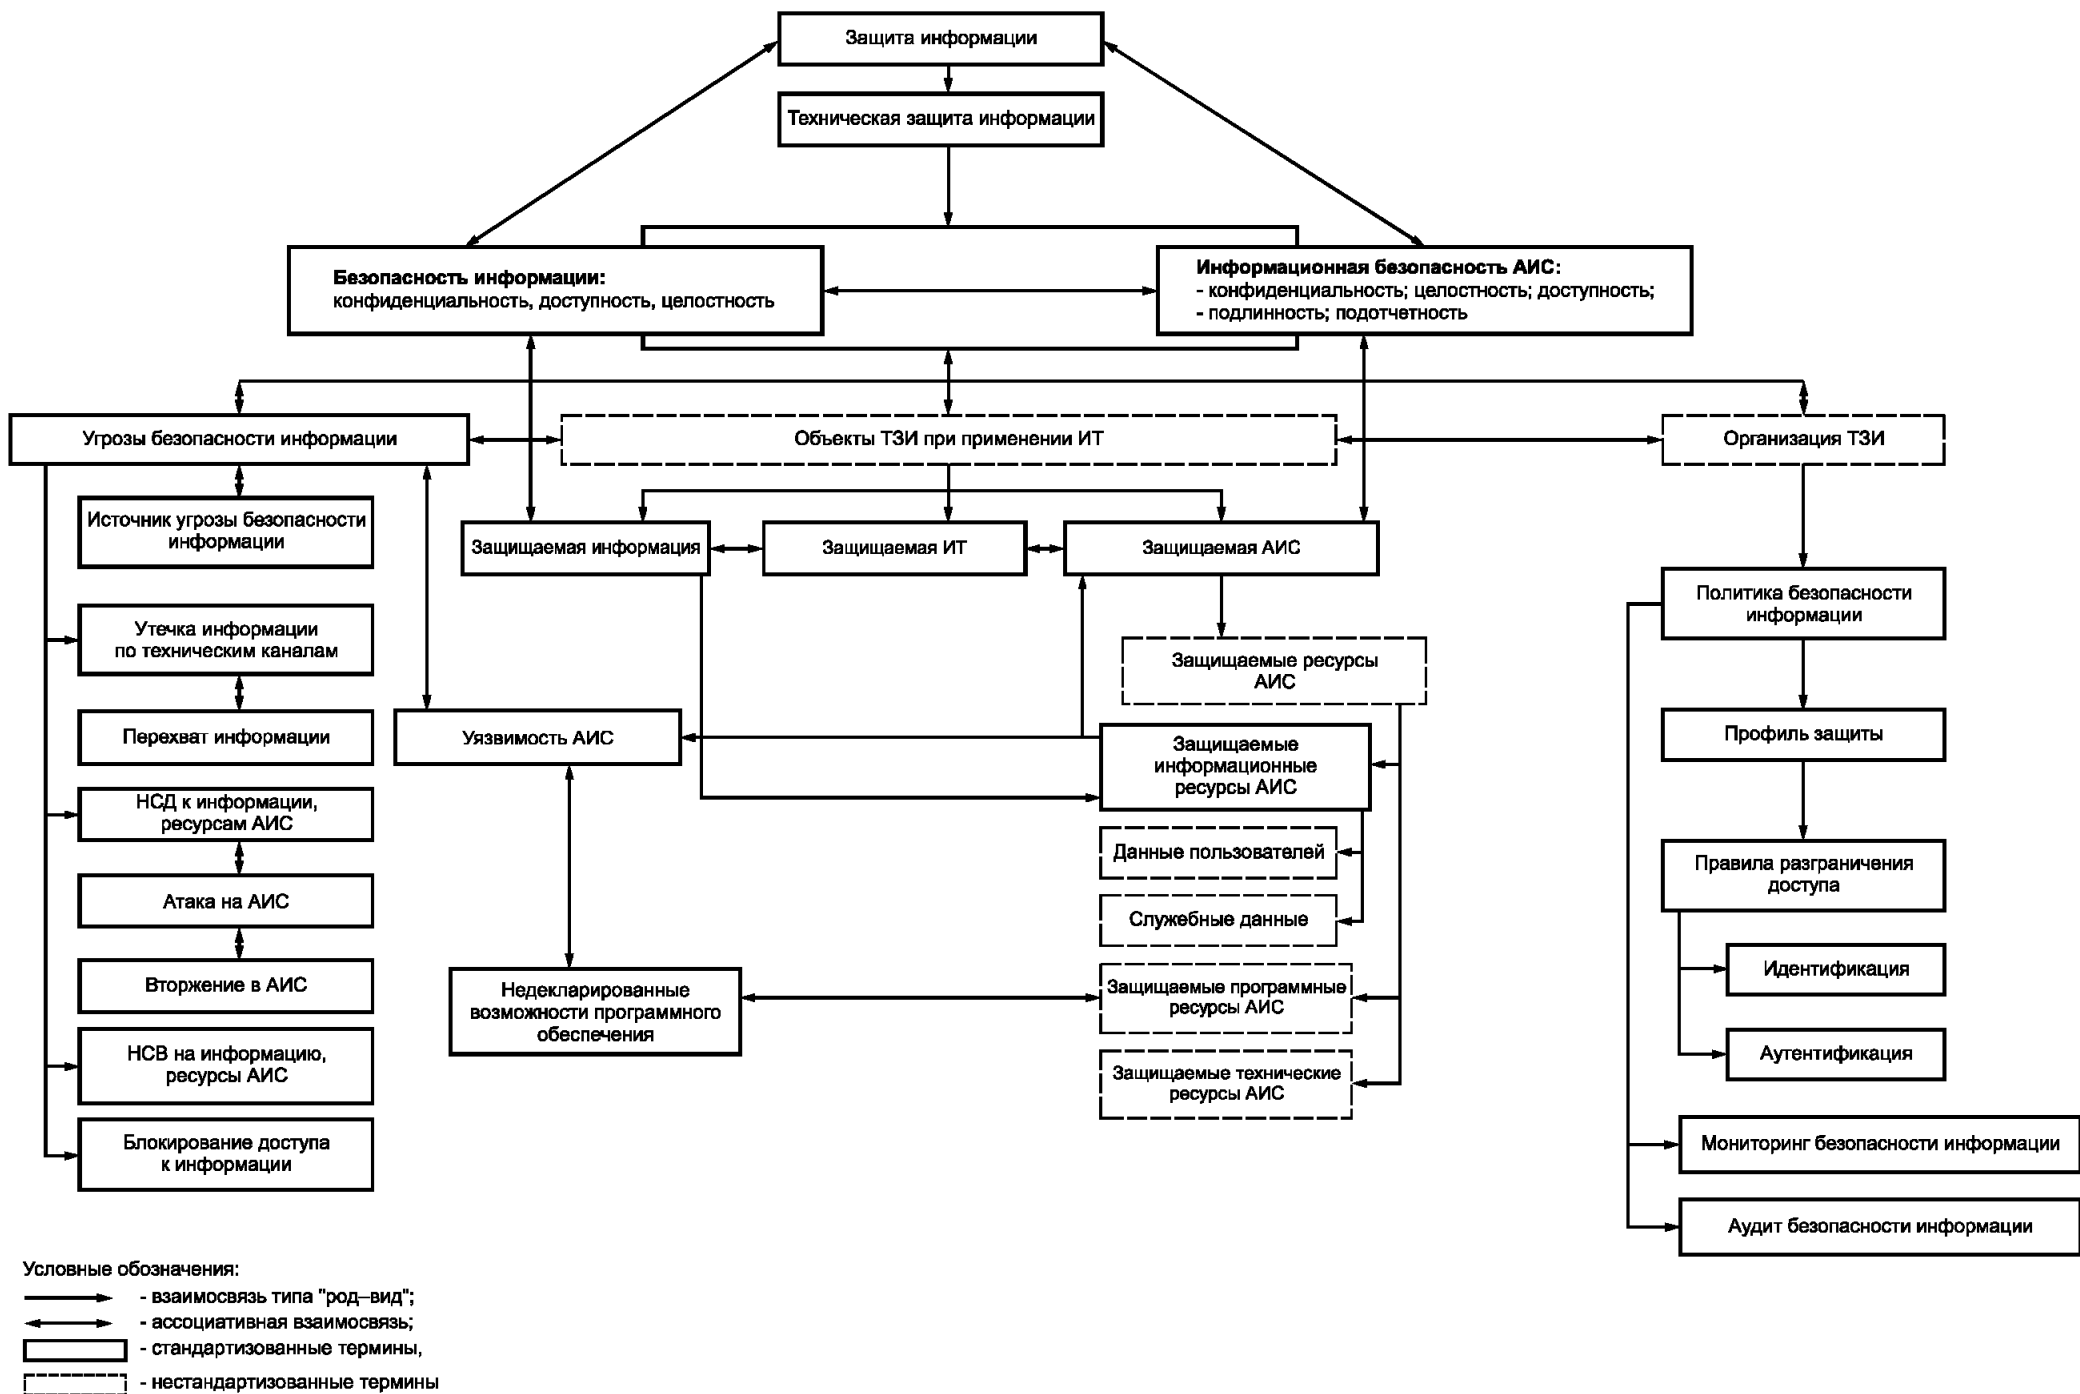 Защита информации
Техническая защита информации
Безопасность информации:
конфиденциальность, доступность, целостность
Информационная безопасность АИС:
- конфиденциальность; целостность; доступность;
- подлинность; подотчетность
Угрозы безопасности информации
Объекты ТЗИ при применении ИТ
Организация ТЗИ
Источник угрозы безопасности
информации
Защищаемая информация
Защищаемая ИТ
Защищаемая АИС
Политика безопасности
информации
Утечка информации
по техническим каналам
Защищаемые ресурсы
АИС
Перехват информации
Уязвимость АИС
Защищаемые
информационные
ресурсы АИС
Профиль защиты
НСД к информации,
ресурсам АИС
Данные пользователей
Правила разграничения
доступа
Атака на АИС
Служебные данные
Вторжение в АИС
Недекларированные
возможности программного
обеспечения
Защищаемые программные
ресурсы АИС
Идентификация
НСВ на информацию,
ресурсы АИС
Защищаемые технические
ресурсы АИС
Аутентификация
Блокирование доступа
к информации
Мониторинг безопасности информации
Аудит безопасности информации
Условные обозначения:
- взаимосвязь типа "род–вид";
- ассоциативная взаимосвязь;
- стандартизованные термины,
- нестандартизованные термины